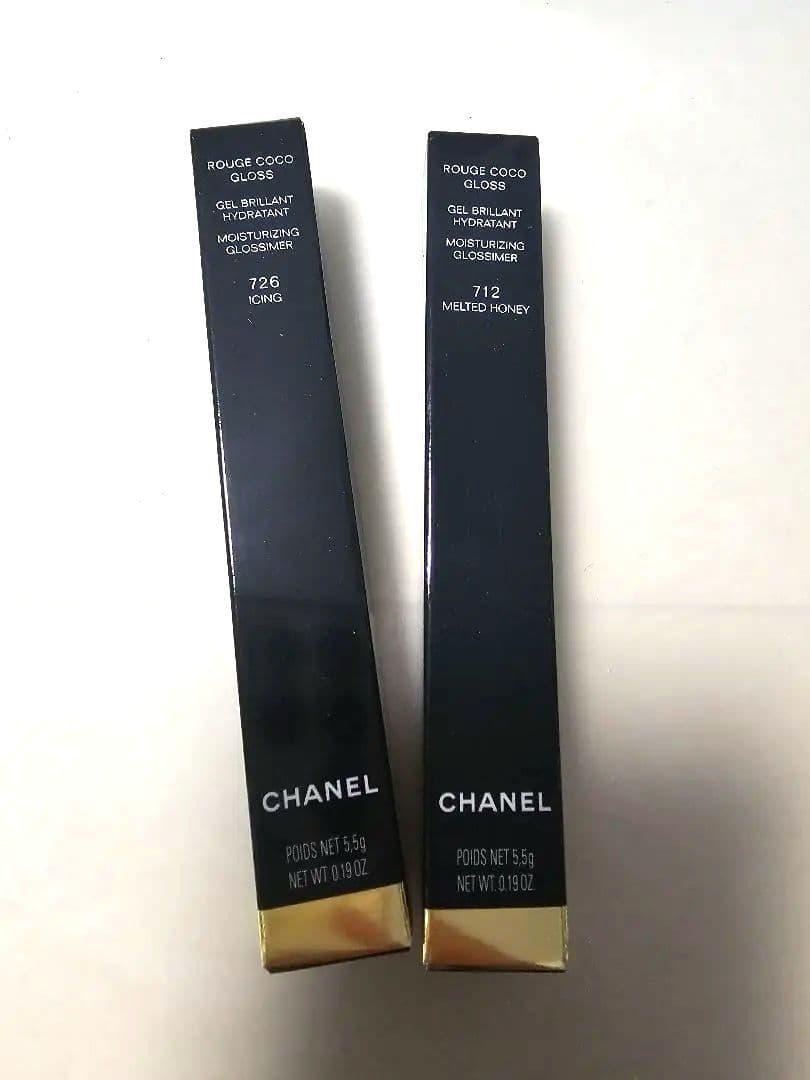 ROUGE COCO
GLOSS
GEL BRILLANT
HYDRATANT
MOISTURIZING
GLOSSIMER
726
ICING
CHANEL
POIDS NET 5,5g
NET WT. 0.19 OZ.
ROUGE COCO
GLOSS
GEL BRILLANT
HYDRATANT
MOISTURIZING
GLOSSIMER
712
MELTED HONEY
CHANEL
POIDS NET 5,5g
NET WT. 0.19 OZ.